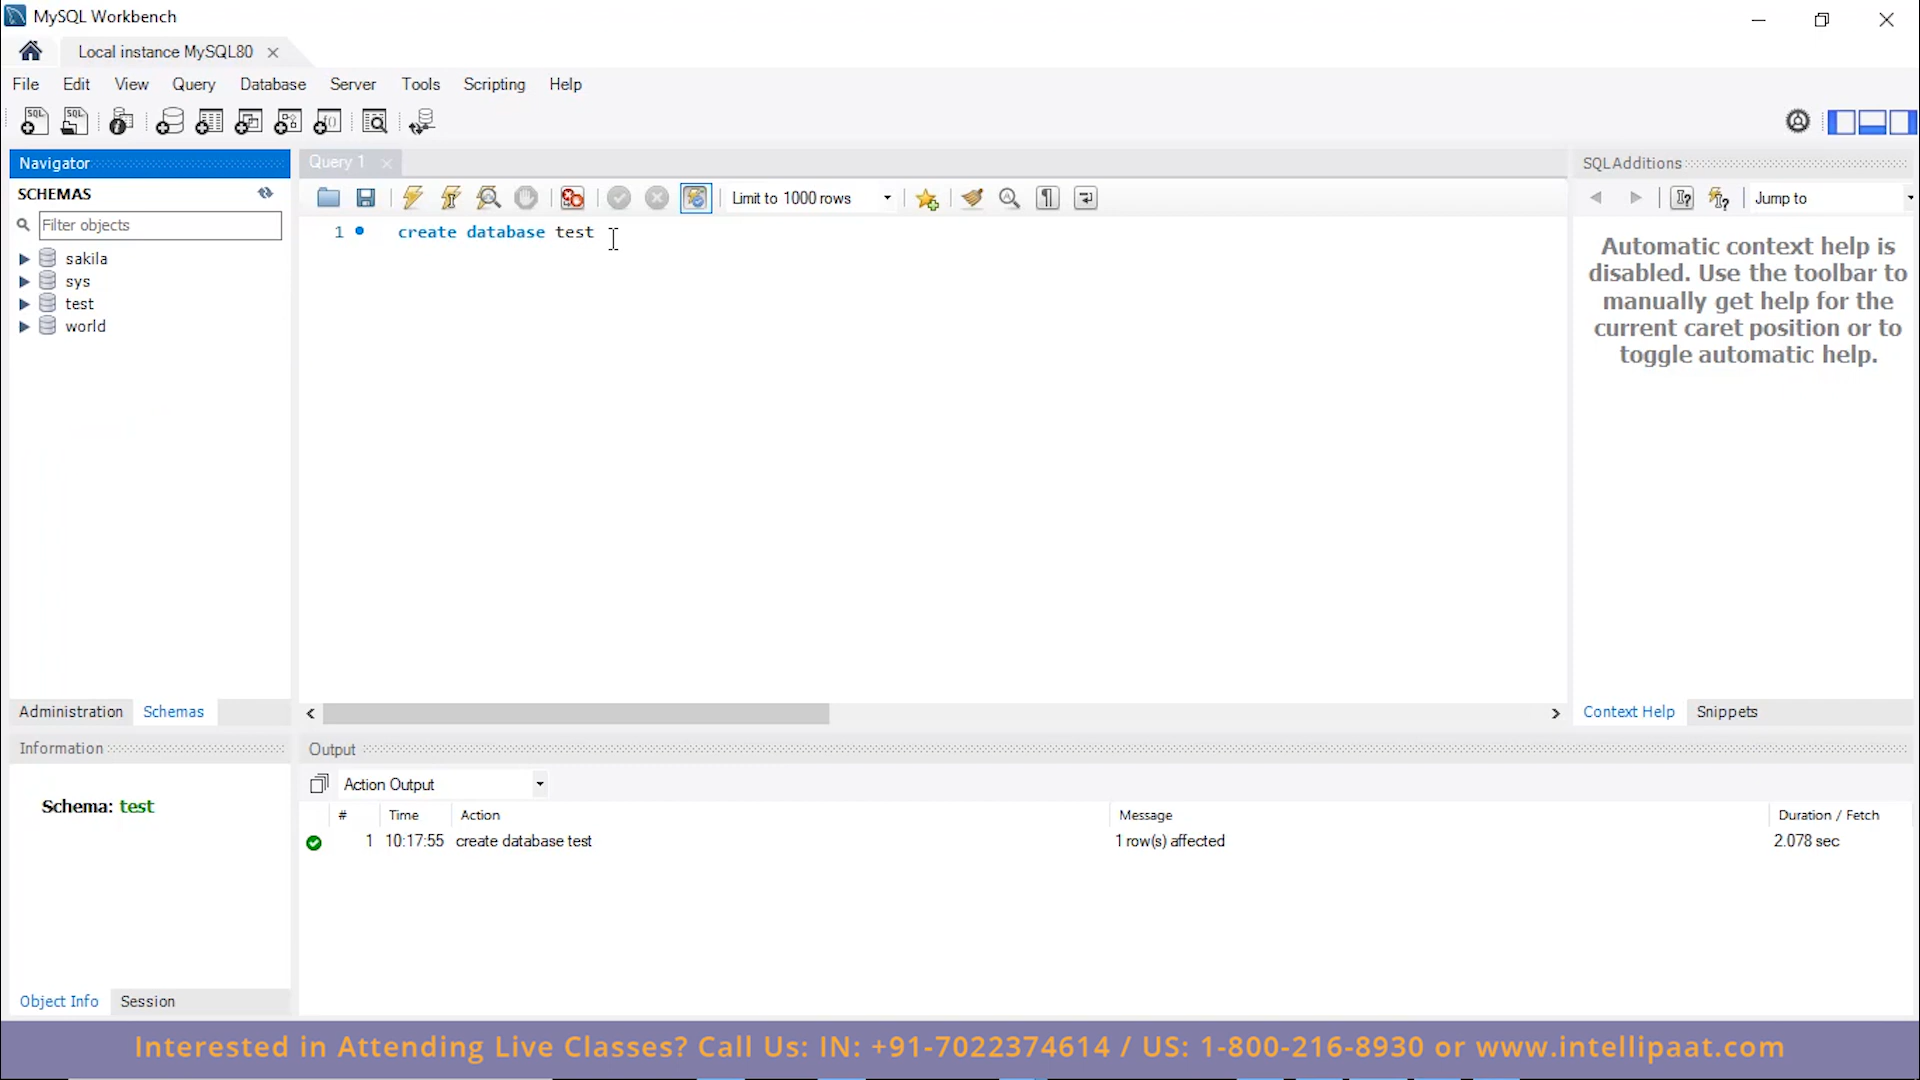 MySQL Workbench
Local instance MySQL80
File Edit View Query Database Server Tools Scripting Help
Navigator
SCHEMAS
Filter objects
sakila
sys
test
world
Administration Schemas
Information
Schema: test
Object Info Session
Query 1
Limit to 1000 rows
1 create database test
Output
Action Output
# Time Action Message Duration / Fetch
1 10:17:55 create database test 1 row(s) affected 2.078 sec
SQLAdditions
Jump to
Automatic context help is
disabled. Use the toolbar to
manually get help for the
current caret position or to
toggle automatic help.
Context Help Snippets
Interested in Attending Live Classes? Call Us: IN: +91-7022374614 / US: 1-800-216-8930 or www.intellipaat.com